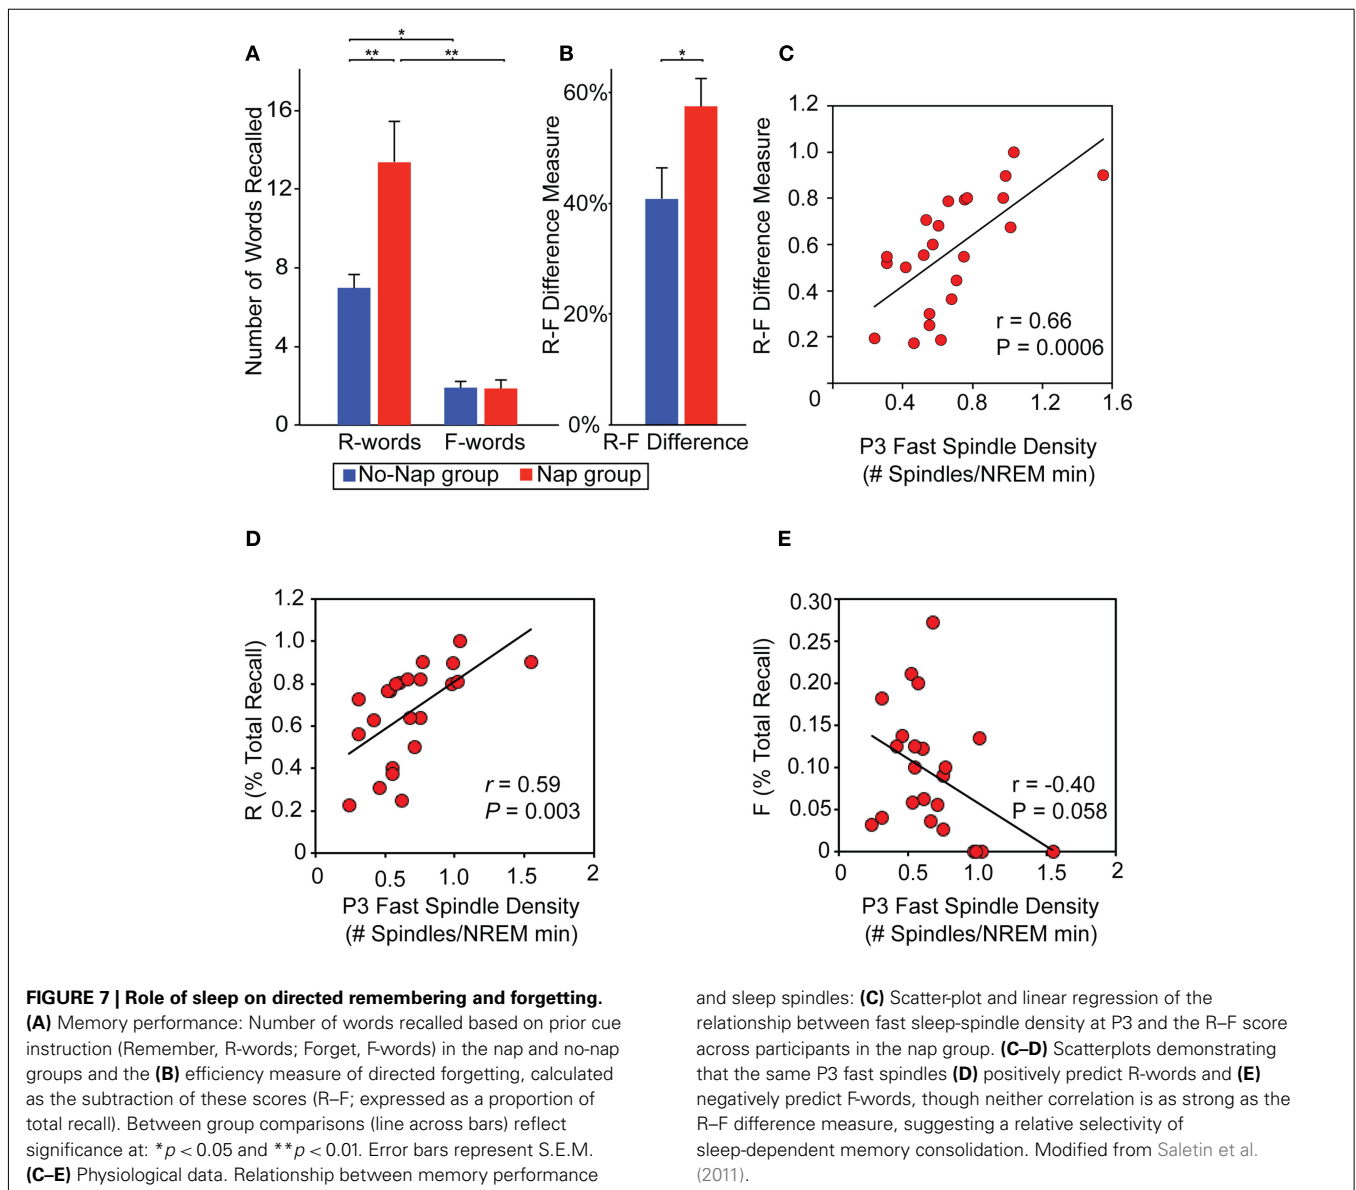 A
B
C
*
**
**
*
Number of Words Recalled
16
12
8
4
0
R-words
F-words
R-F Difference Measure
60%
40%
20%
0%
R-F Difference
No-Nap group
Nap group
R-F Difference Measure
1.2
1.0
0.8
0.6
0.4
0.2
0
0.4
0.8
1.2
1.6
r = 0.66
P = 0.0006
P3 Fast Spindle Density
(# Spindles/NREM min)
D
E
R (% Total Recall)
1.2
1.0
0.8
0.6
0.4
0.2
0
0
0.5
1.0
1.5
2
r = 0.59
P = 0.003
P3 Fast Spindle Density
(# Spindles/NREM min)
F (% Total Recall)
0.30
0.25
0.20
0.15
0.10
0.05
0
0
0.5
1.0
1.5
2
r = -0.40
P = 0.058
P3 Fast Spindle Density
(# Spindles/NREM min)
FIGURE 7 | Role of sleep on directed remembering and forgetting.
(A) Memory performance: Number of words recalled based on prior cue
instruction (Remember, R-words; Forget, F-words) in the nap and no-nap
groups and the (B) efficiency measure of directed forgetting, calculated
as the subtraction of these scores (R–F; expressed as a proportion of
total recall). Between group comparisons (line across bars) reflect
significance at: *p < 0.05 and **p < 0.01. Error bars represent S.E.M.
(C–E) Physiological data. Relationship between memory performance
and sleep spindles: (C) Scatter-plot and linear regression of the
relationship between fast sleep-spindle density at P3 and the R–F score
across participants in the nap group. (C–D) Scatterplots demonstrating
that the same P3 fast spindles (D) positively predict R-words and (E)
negatively predict F-words, though neither correlation is as strong as the
R–F difference measure, suggesting a relative selectivity of
sleep-dependent memory consolidation. Modified from Saletin et al.
(2011).